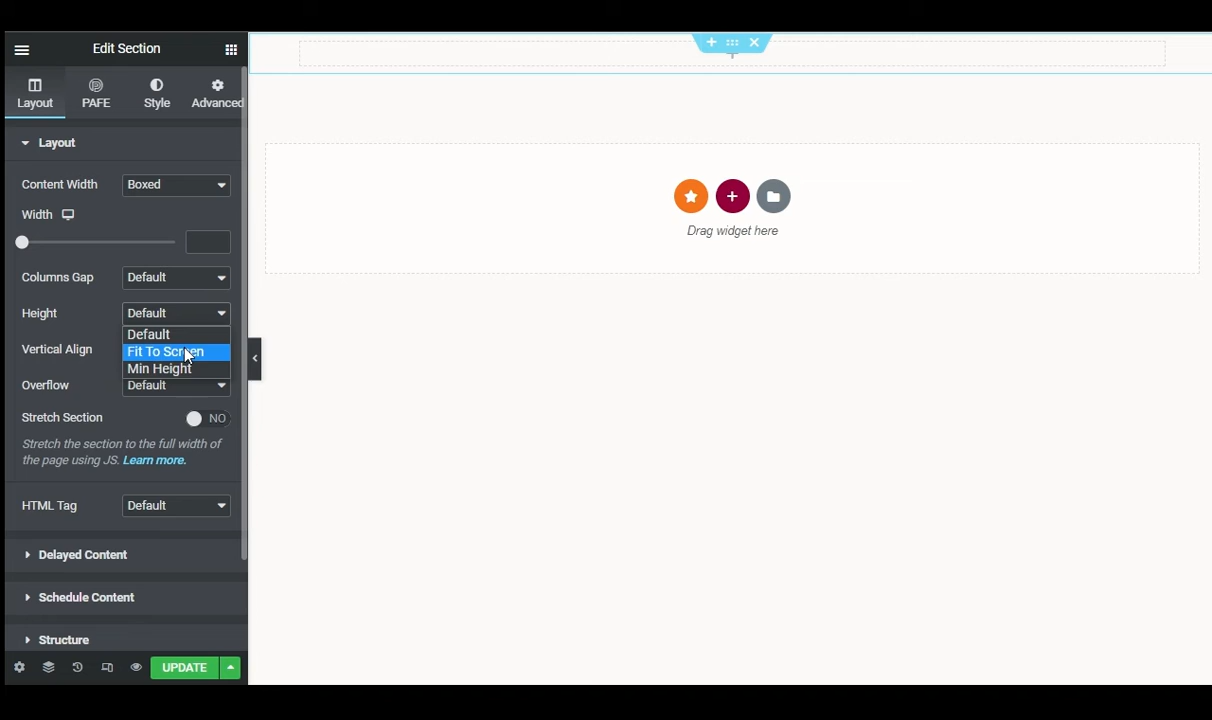 Edit Section
Layout PAFE Style Advanced
Layout
Content Width Boxed
Width
Columns Gap Default
Height Default
Default
Vertical Align Fit To Screen
Min Height
Overflow Default
Stretch Section NO
Stretch the section to the full width of
the page using JS. Learn more.
HTML Tag Default
Delayed Content
Schedule Content
Structure
UPDATE
Drag widget here